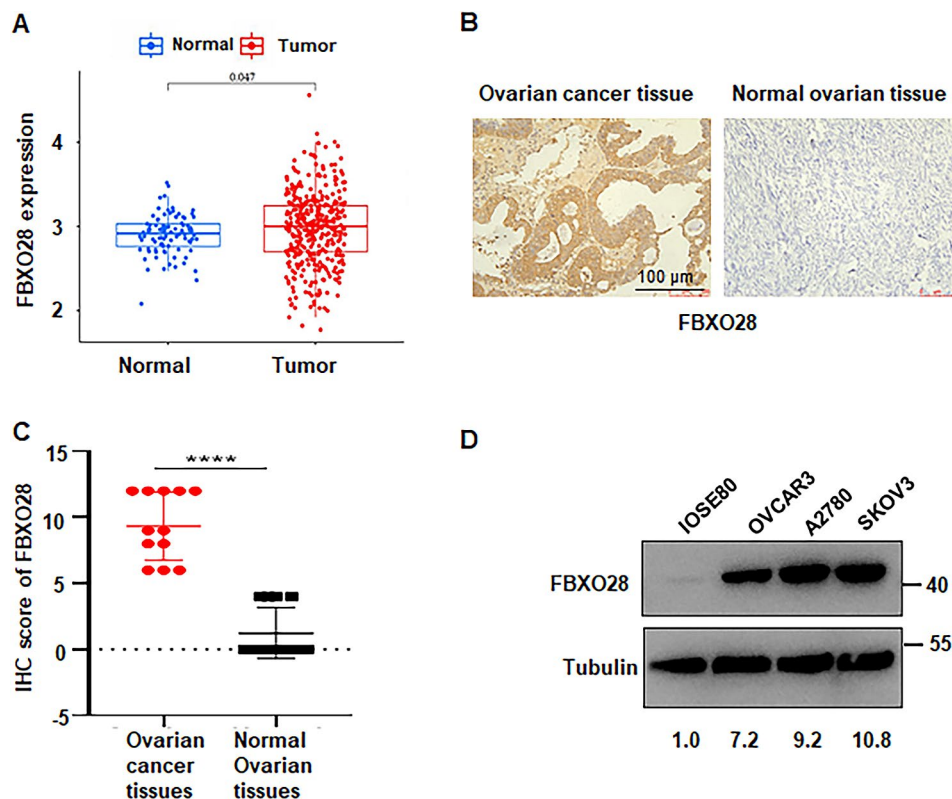 A
Normal Tumor
0.047
FBXO28 expression
4
3
2
Normal Tumor
B
Ovarian cancer tissue Normal ovarian tissue
100 µm
FBXO28
C
****
IHC score of FBXO28
15
10
5
0
-5
Ovarian cancer tissues
Normal Ovarian tissues
D
IOSE80 OVCAR3 A2780 SKOV3
FBXO28 40
Tubulin 55
1.0 7.2 9.2 10.8